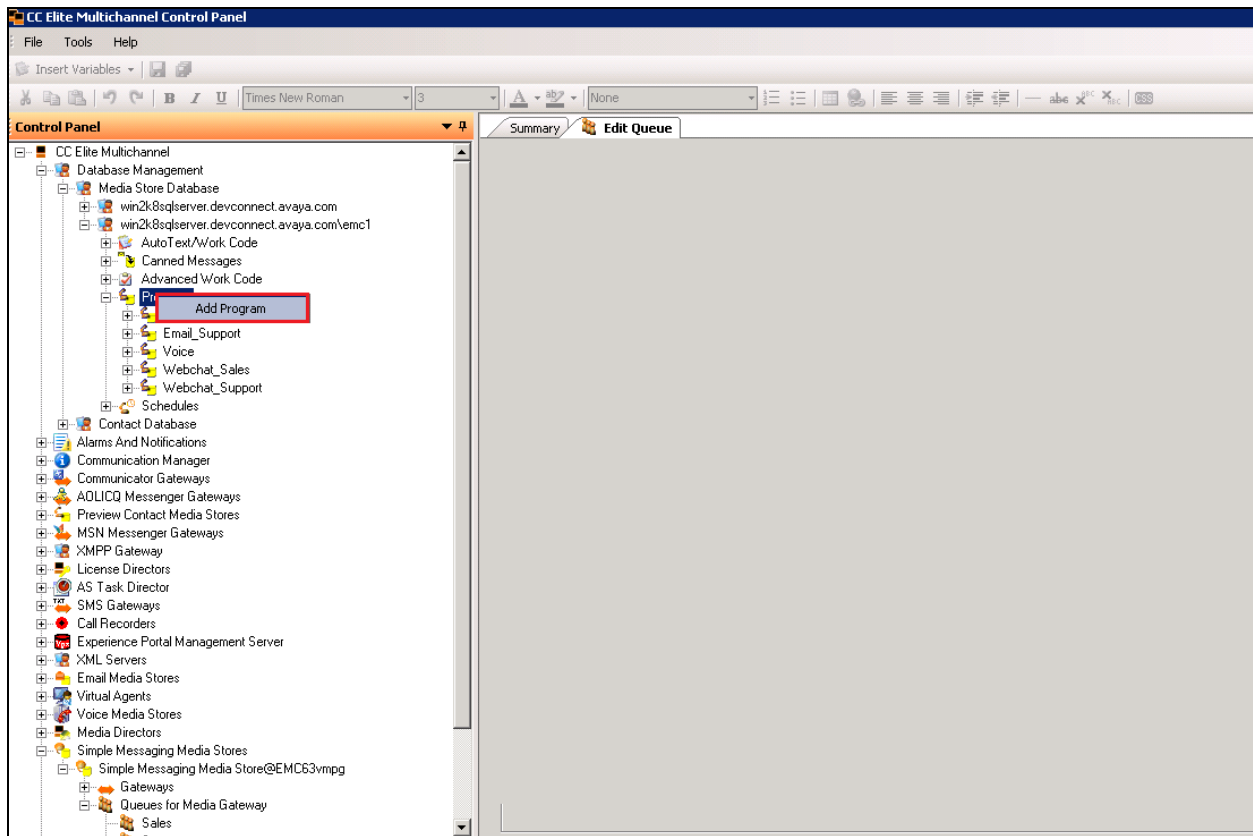 CC Elite Multichannel Control Panel
File Tools Help
Insert Variables
B I U Times New Roman 3 A ab None abc
Control Panel
Summary Edit Queue
CC Elite Multichannel
Database Management
Media Store Database
win2k8sqlserver.devconnect.avaya.com
win2k8sqlserver.devconnect.avaya.com\emc1
AutoText/Work Code
Canned Messages
Advanced Work Code
Add Program
Email_Support
Voice
Webchat_Sales
Webchat_Support
Schedules
Contact Database
Alarms And Notifications
Communication Manager
Communicator Gateways
AOLICQ Messenger Gateways
Preview Contact Media Stores
MSN Messenger Gateways
XMPP Gateway
License Directors
AS Task Director
SMS Gateways
Call Recorders
Experience Portal Management Server
XML Servers
Email Media Stores
Virtual Agents
Voice Media Stores
Media Directors
Simple Messaging Media Stores
Simple Messaging Media Store@EMC63vmpg
Gateways
Queues for Media Gateway
Sales